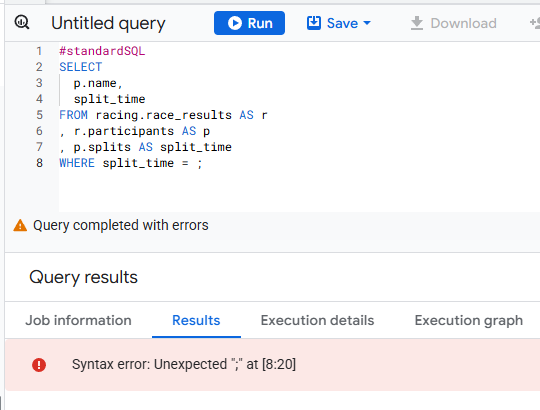 Untitled query
Run
Save
Download
1 #standardSQL
2 SELECT
3 p.name,
4 split_time
5 FROM racing.race_results AS r
6 , r.participants AS p
7 , p.splits AS split_time
8 WHERE split_time = ;
Query completed with errors
Query results
Job information
Results
Execution details
Execution graph
Syntax error: Unexpected ";" at [8:20]